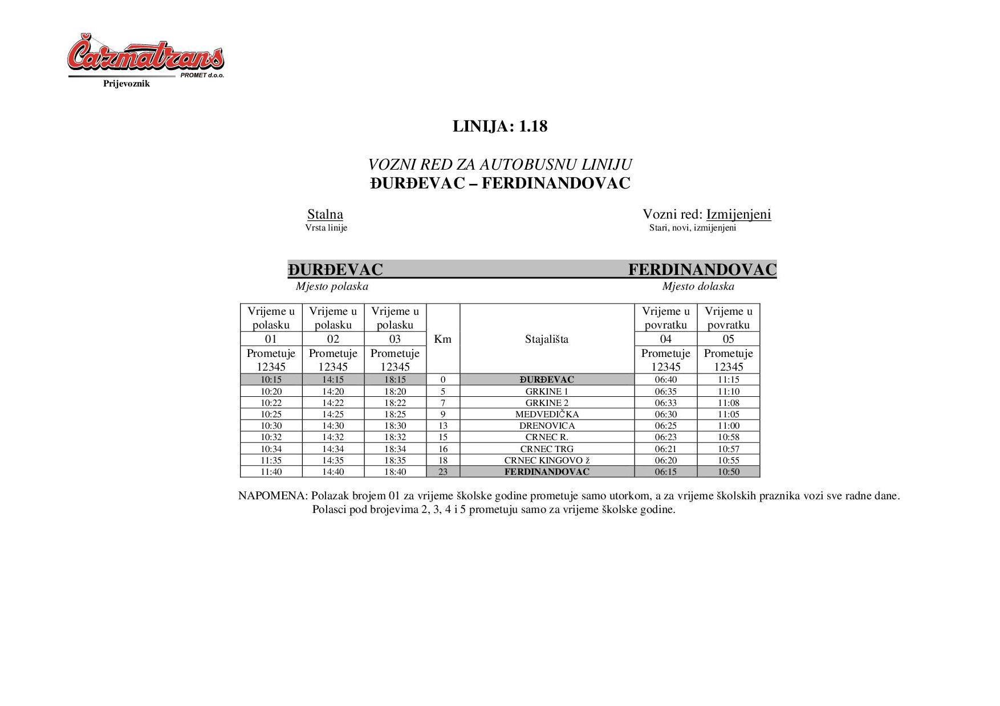 Čazmatrans
PROMET d.o.o.
Prijevoznik
LINIJA: 1.18
VOZNI RED ZA AUTOBUSNU LINIJU
ĐURĐEVAC – FERDINANDOVAC
Stalna Vozni red: Izmijenjeni
Vrsta linije Stari, novi, izmijenjeni
ĐURĐEVAC FERDINANDOVAC
Mjesto polaska Mjesto dolaska
Vrijeme u Vrijeme u Vrijeme u Vrijeme u Vrijeme u
polasku polasku polasku povratku povratku
01 02 03 Km Stajališta 04 05
Prometuje Prometuje Prometuje Prometuje Prometuje
12345 12345 12345 12345 12345
10:15 14:15 18:15 0 ĐURĐEVAC 06:40 11:15
10:20 14:20 18:20 5 GRKINE 1 06:35 11:10
10:22 14:22 18:22 7 GRKINE 2 06:33 11:08
10:25 14:25 18:25 9 MEDVEDIČKA 06:30 11:05
10:30 14:30 18:30 13 DRENOVICA 06:25 11:00
10:32 14:32 18:32 15 CRNEC R. 06:23 10:58
10:34 14:34 18:34 16 CRNEC TRG 06:21 10:57
11:35 14:35 18:35 18 CRNEC KINGOVO ž 06:20 10:55
11:40 14:40 18:40 23 FERDINANDOVAC 06:15 10:50
NAPOMENA: Polazak brojem 01 za vrijeme školske godine prometuje samo utorkom, a za vrijeme školskih praznika vozi sve radne dane.
Polasci pod brojevima 2, 3, 4 i 5 prometuju samo za vrijeme školske godine.